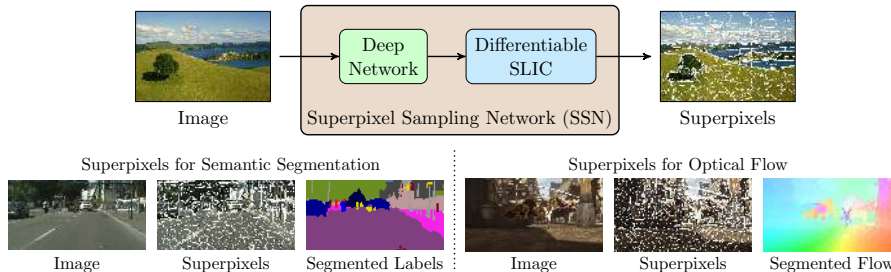 Deep
Network
Differentiable
SLIC
Image
Superpixel Sampling Network (SSN)
Superpixels
Superpixels for Semantic Segmentation
Superpixels for Optical Flow
Image
Superpixels
Segmented Labels
Image
Superpixels
Segmented Flow